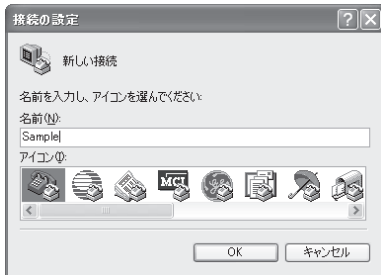 接続の設定
新しい接続
名前を入力し、アイコンを選んでください:
名前(N):
Sample
アイコン(I):
MCI
OK キャンセル